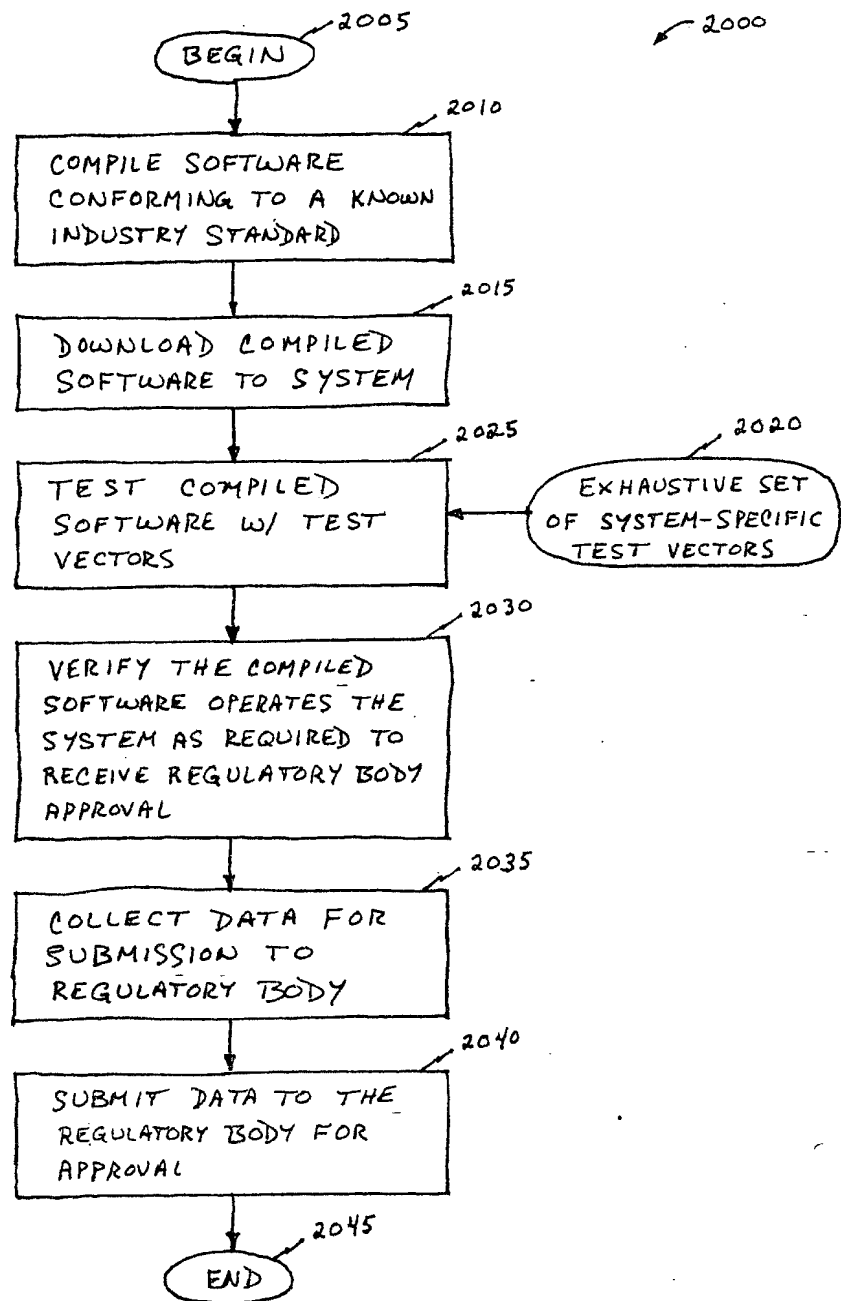 2005
BEGIN
2000
2010
COMPILE SOFTWARE
CONFORMING TO A KNOWN
INDUSTRY STANDARD
2015
DOWNLOAD COMPILED
SOFTWARE TO SYSTEM
2025
TEST COMPILED
SOFTWARE W/ TEST
VECTORS
2020
EXHAUSTIVE SET
OF SYSTEM-SPECIFIC
TEST VECTORS
2030
VERIFY THE COMPILED
SOFTWARE OPERATES THE
SYSTEM AS REQUIRED TO
RECEIVE REGULATORY BODY
APPROVAL
2035
COLLECT DATA FOR
SUBMISSION TO
REGULATORY BODY
2040
SUBMIT DATA TO THE
REGULATORY BODY FOR
APPROVAL
2045
END